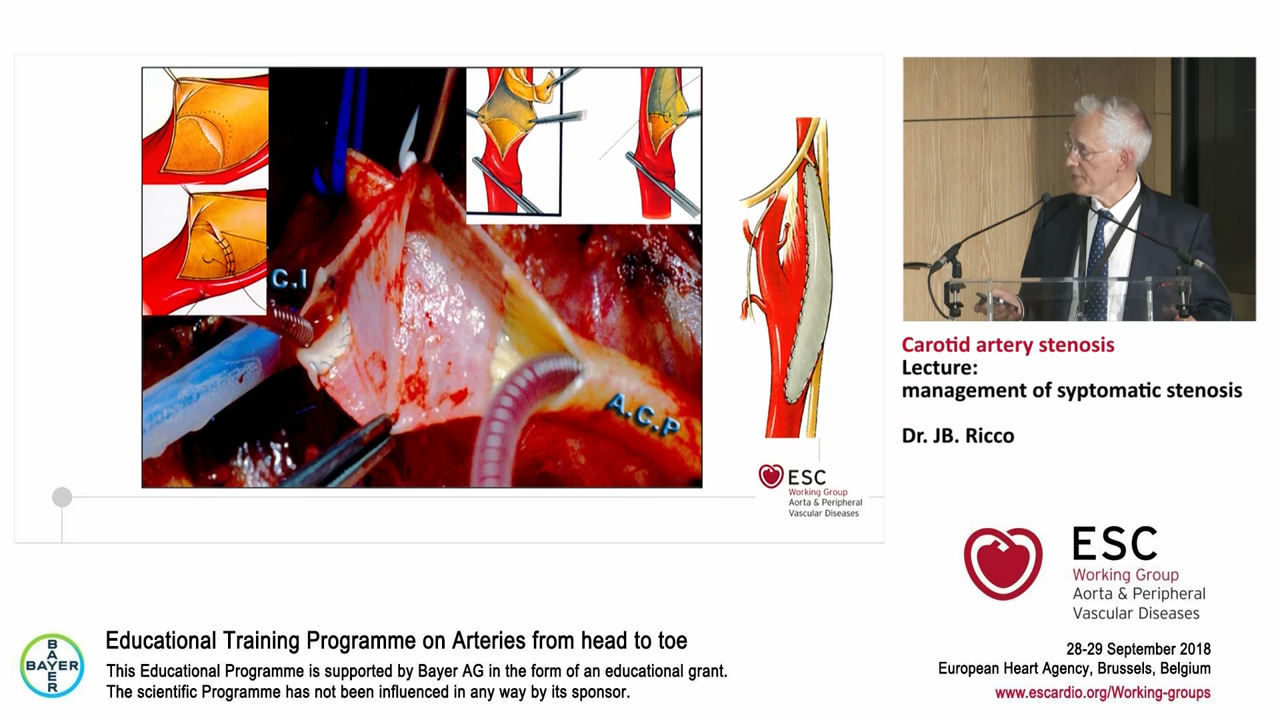 C.I
A.C.P
ESC
Working Group
Aorta & Peripheral
Vascular Diseases
Carotid artery stenosis
Lecture:
management of syptomatic stenosis
Dr. JB. Ricco
ESC
Working Group
Aorta & Peripheral
Vascular Diseases
BAYER
BAYER
Educational Training Programme on Arteries from head to toe
This Educational Programme is supported by Bayer AG in the form of an educational grant.
The scientific Programme has not been influenced in any way by its sponsor.
28-29 September 2018
European Heart Agency, Brussels, Belgium
www.escardio.org/Working-groups